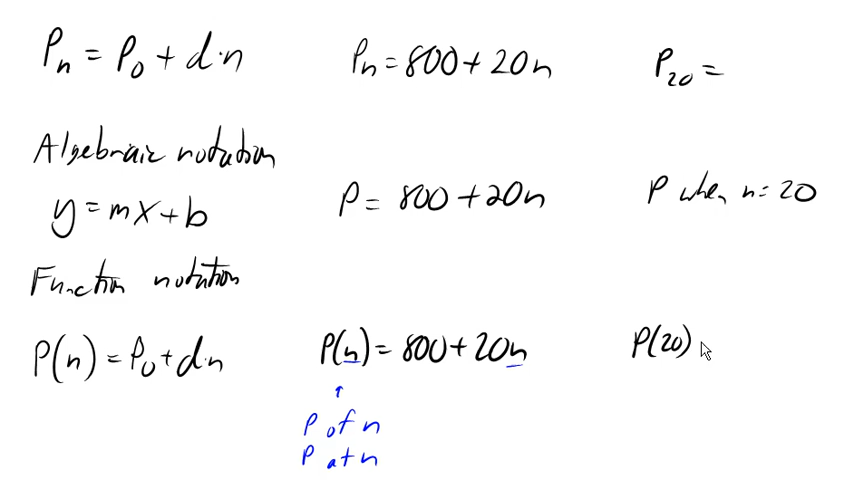 Pₙ = P₀ + d·n
Pₙ = 800 + 20n
P₂₀ =
Algebraic notation
y = mx + b
P = 800 + 20n
P when n = 20
Function notation
P(n) = P₀ + d·n
P(n) = 800 + 20n
P(20)
↑
P of n
P at n